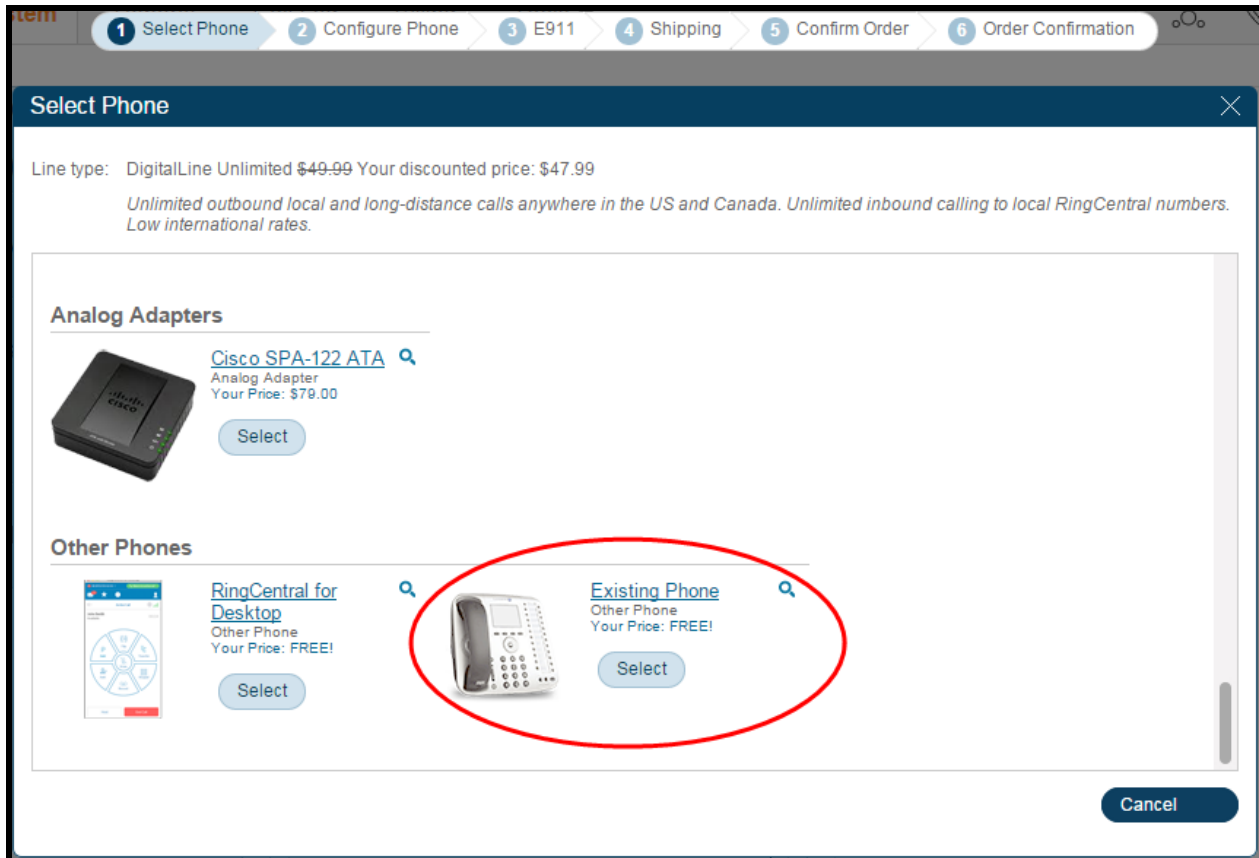 stem
1 Select Phone 2 Configure Phone 3 E911 4 Shipping 5 Confirm Order 6 Order Confirmation
Select Phone
Line type: DigitalLine Unlimited $49.99 Your discounted price: $47.99
Unlimited outbound local and long-distance calls anywhere in the US and Canada. Unlimited inbound calling to local RingCentral numbers.
Low international rates.
Analog Adapters
Cisco SPA-122 ATA
Analog Adapter
Your Price: $79.00
CISCO
Select
Other Phones
RingCentral for
Desktop
Other Phone
Your Price: FREE!
Select
Existing Phone
Other Phone
Your Price: FREE!
Select
Cancel